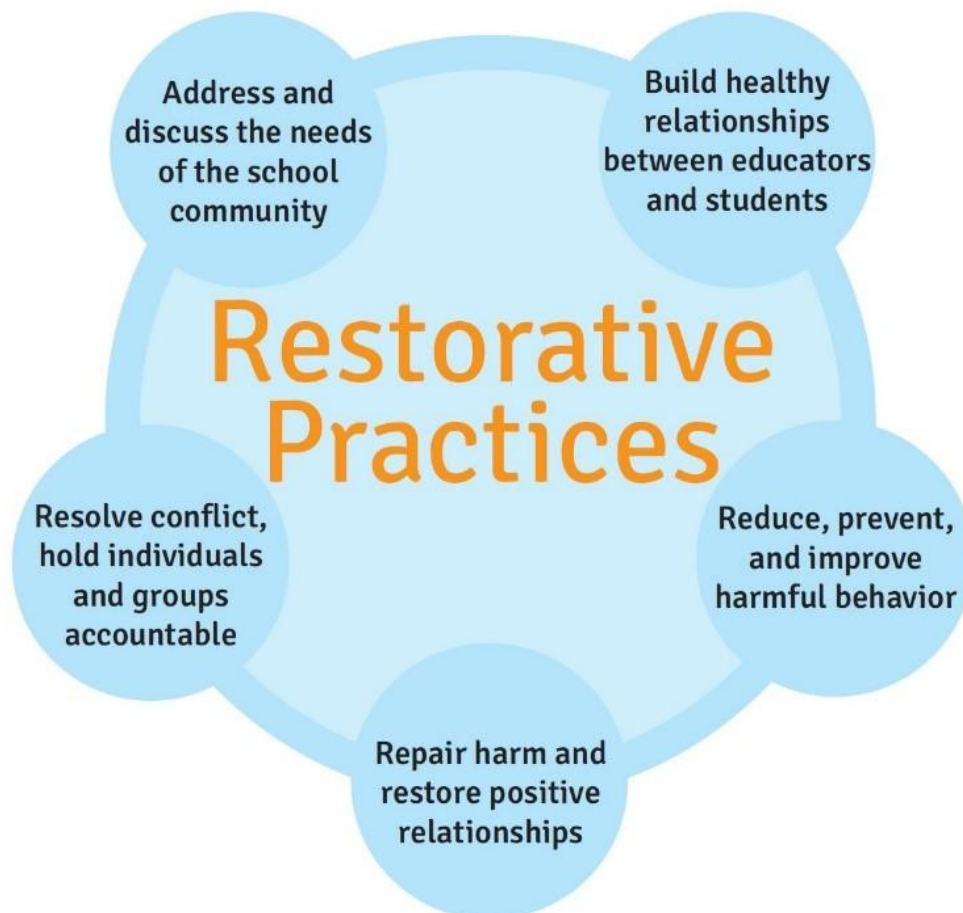 Address and
discuss the needs
of the school
community
Build healthy
relationships
between educators
and students
Restorative
Practices
Resolve conflict,
hold individuals
and groups
accountable
Reduce, prevent,
and improve
harmful behavior
Repair harm and
restore positive
relationships